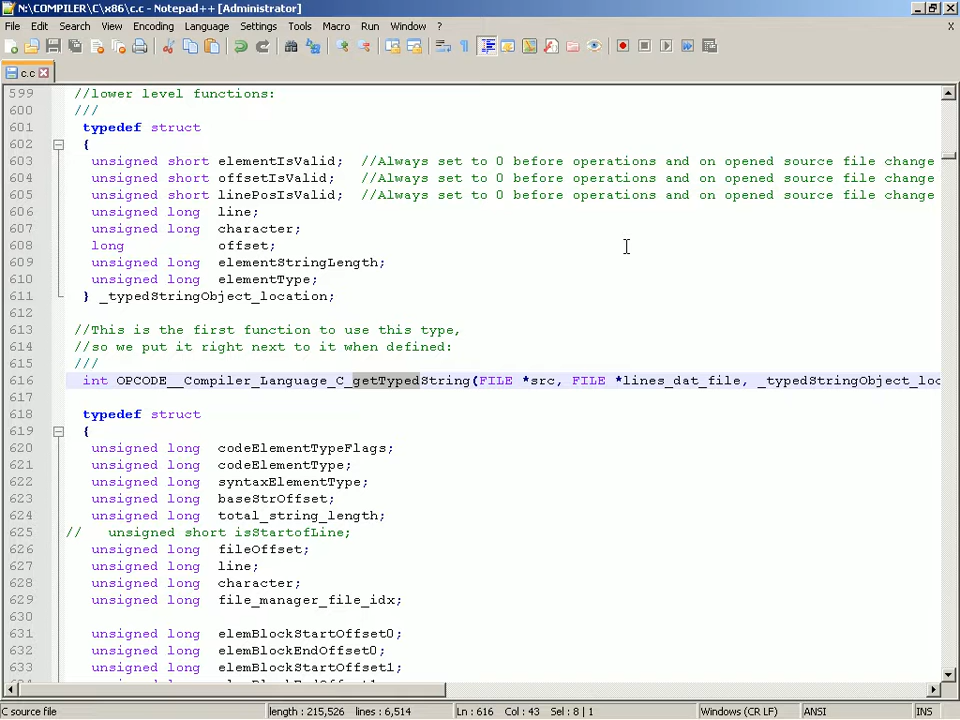 N:\COMPILER\C\x86\c.c - Notepad++ [Administrator]
File Edit Search View Encoding Language Settings Tools Macro Run Window ? X
c.c
599 //lower level functions:
600 ///
601 typedef struct
602 {
603 unsigned short elementIsValid; //Always set to 0 before operations and on opened source file change
604 unsigned short offsetIsValid; //Always set to 0 before operations and on opened source file change
605 unsigned short linePosIsValid; //Always set to 0 before operations and on opened source file change
606 unsigned long line;
607 unsigned long character;
608 long offset;
609 unsigned long elementStringLength;
610 unsigned long elementType;
611 } _typedStringObject_location;
612
613 //This is the first function to use this type,
614 //so we put it right next to it when defined:
615 ///
616 int OPCODE__Compiler_Language_C_getTypedString(FILE *src, FILE *lines_dat_file, _typedStringObject_loc
617
618 typedef struct
619 {
620 unsigned long codeElementTypeFlags;
621 unsigned long codeElementType;
622 unsigned long syntaxElementType;
623 unsigned long baseStrOffset;
624 unsigned long total_string_length;
625 // unsigned short isStartofLine;
626 unsigned long fileOffset;
627 unsigned long line;
628 unsigned long character;
629 unsigned long file_manager_file_idx;
630
631 unsigned long elemBlockStartOffset0;
632 unsigned long elemBlockEndOffset0;
633 unsigned long elemBlockStartOffset1;
C source file length : 215,526 lines : 6,514 Ln : 616 Col : 43 Sel : 8 | 1 Windows (CR LF) ANSI INS